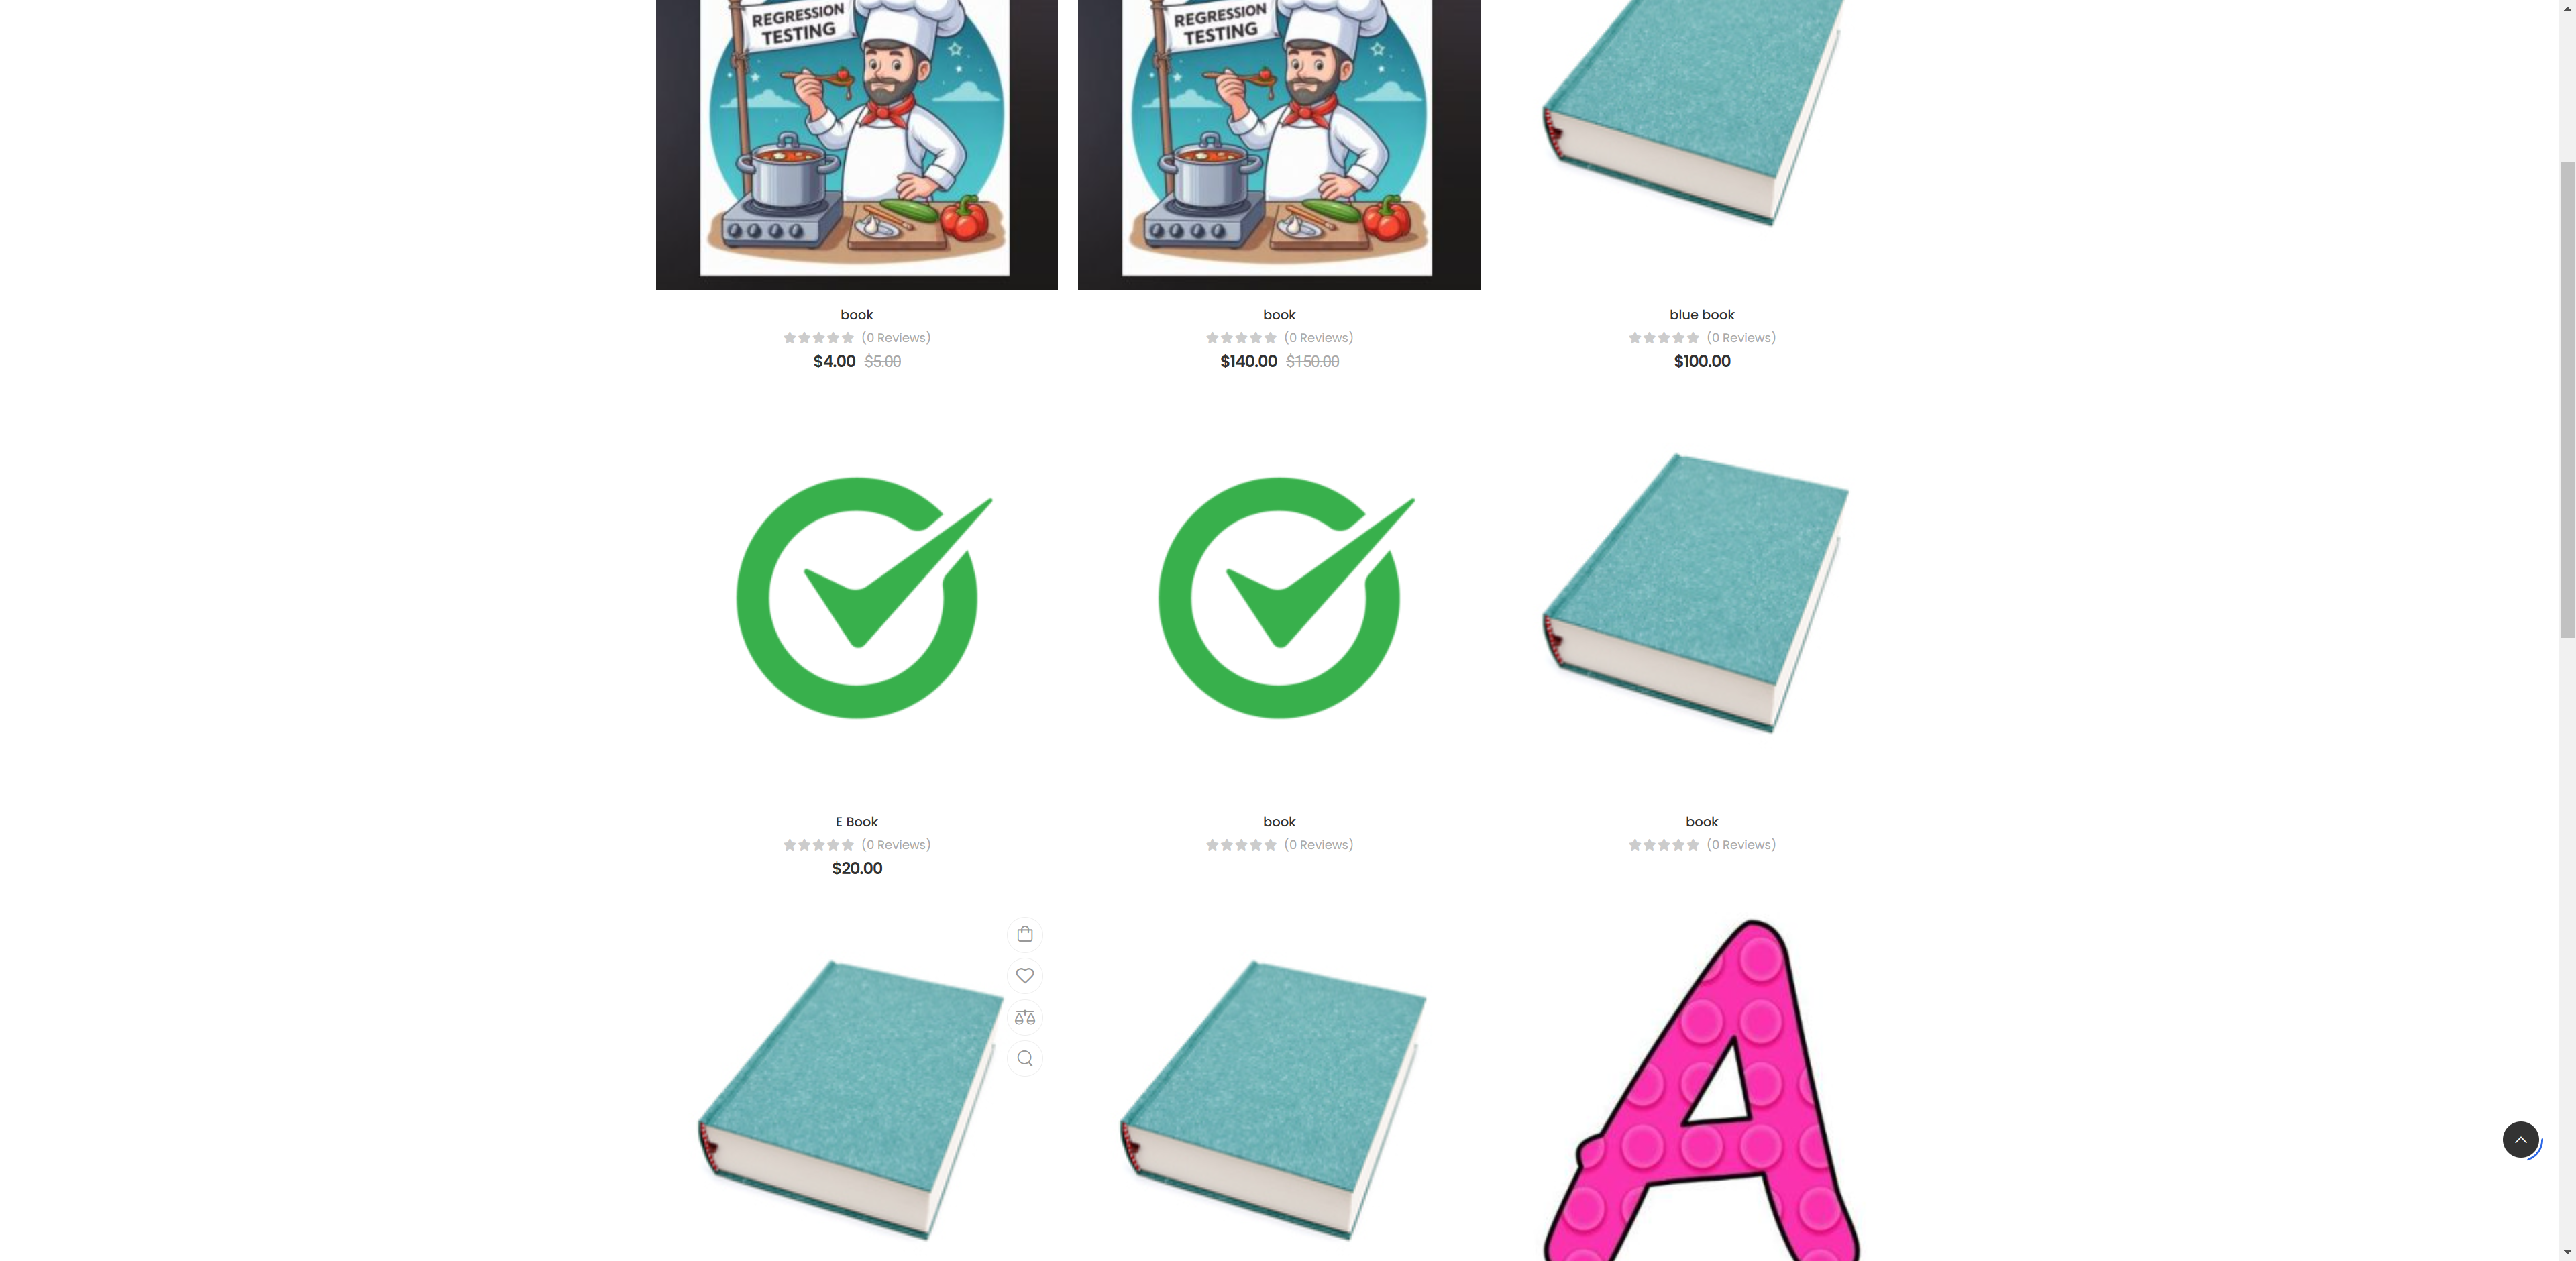 REGRESSION
TESTING
REGRESSION
TESTING
book
(0 Reviews)
$4.00 $5.00
book
(0 Reviews)
$140.00 $150.00
blue book
(0 Reviews)
$100.00
E Book
(0 Reviews)
$20.00
book
(0 Reviews)
book
(0 Reviews)
A